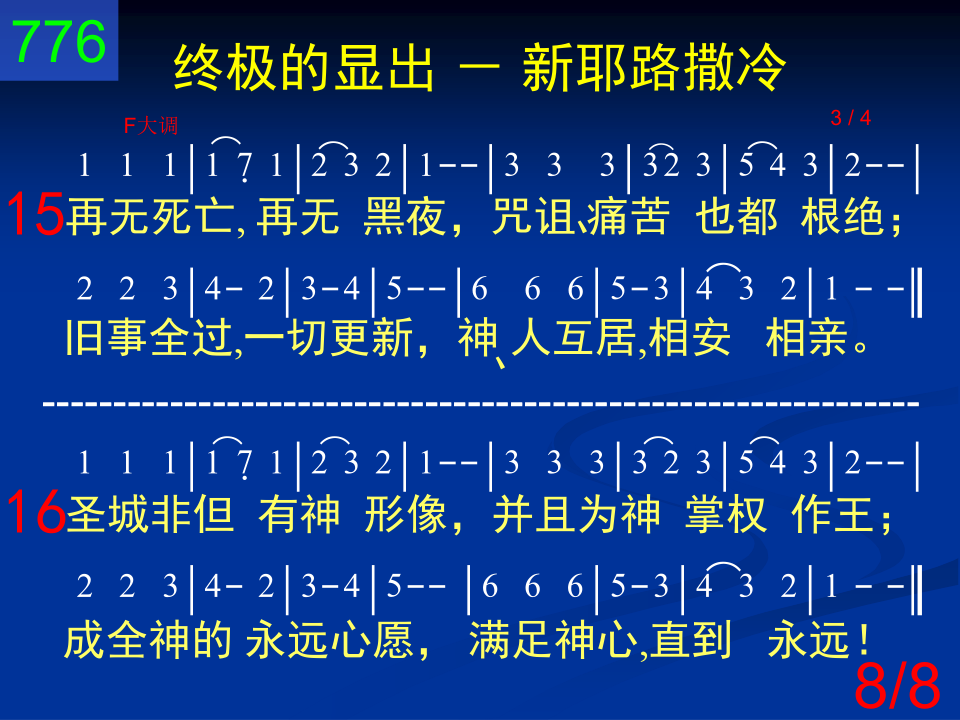 776
终极的显出 － 新耶路撒冷
F大调
3 / 4
1 1 1|1 7̣ 1|2 3 2|1--|3 3 3|3 2 3|5 4 3|2--|
15再无死亡, 再无 黑夜，咒诅、痛苦 也都 根绝；
2 2 3|4- 2|3-4|5--|6 6 6|5-3|4 3 2|1 - -‖
旧事全过,一切更新，神、人互居,相安 相亲。
--------------------------------------------------------------
1 1 1|1 7̣ 1|2 3 2|1--|3 3 3|3 2 3|5 4 3|2--|
16圣城非但 有神 形像，并且为神 掌权 作王；
2 2 3|4- 2|3-4|5-- |6 6 6|5-3|4 3 2|1 - -‖
成全神的 永远心愿， 满足神心,直到 永远！
8/8